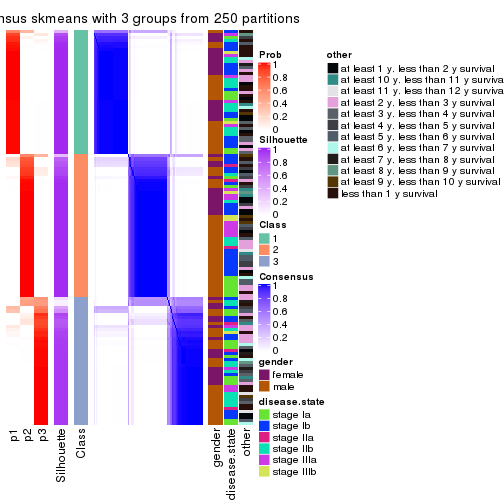 nsus skmeans with 3 groups from 250 partitions
Prob
1
0.8
0.6
0.4
0.2
0
Silhouette
1
0.8
0.6
0.4
0.2
0
Class
1
2
3
Consensus
1
0.8
0.6
0.4
0.2
0
gender
female
male
disease.state
stage Ia
stage Ib
stage IIa
stage IIb
stage IIIa
stage IIIb
other
at least 1 y. less than 2 y survival
at least 10 y. less than 11 y surviva
at least 11 y. less than 12 y surviva
at least 2 y. less than 3 y survival
at least 3 y. less than 4 y survival
at least 4 y. less than 5 y survival
at least 5 y. less than 6 y survival
at least 6 y. less than 7 y survival
at least 7 y. less than 8 y survival
at least 8 y. less than 9 y survival
at least 9 y. less than 10 y survival
less than 1 y survival
p1
p2
p3
Silhouette
Class
gender
disease.state
other